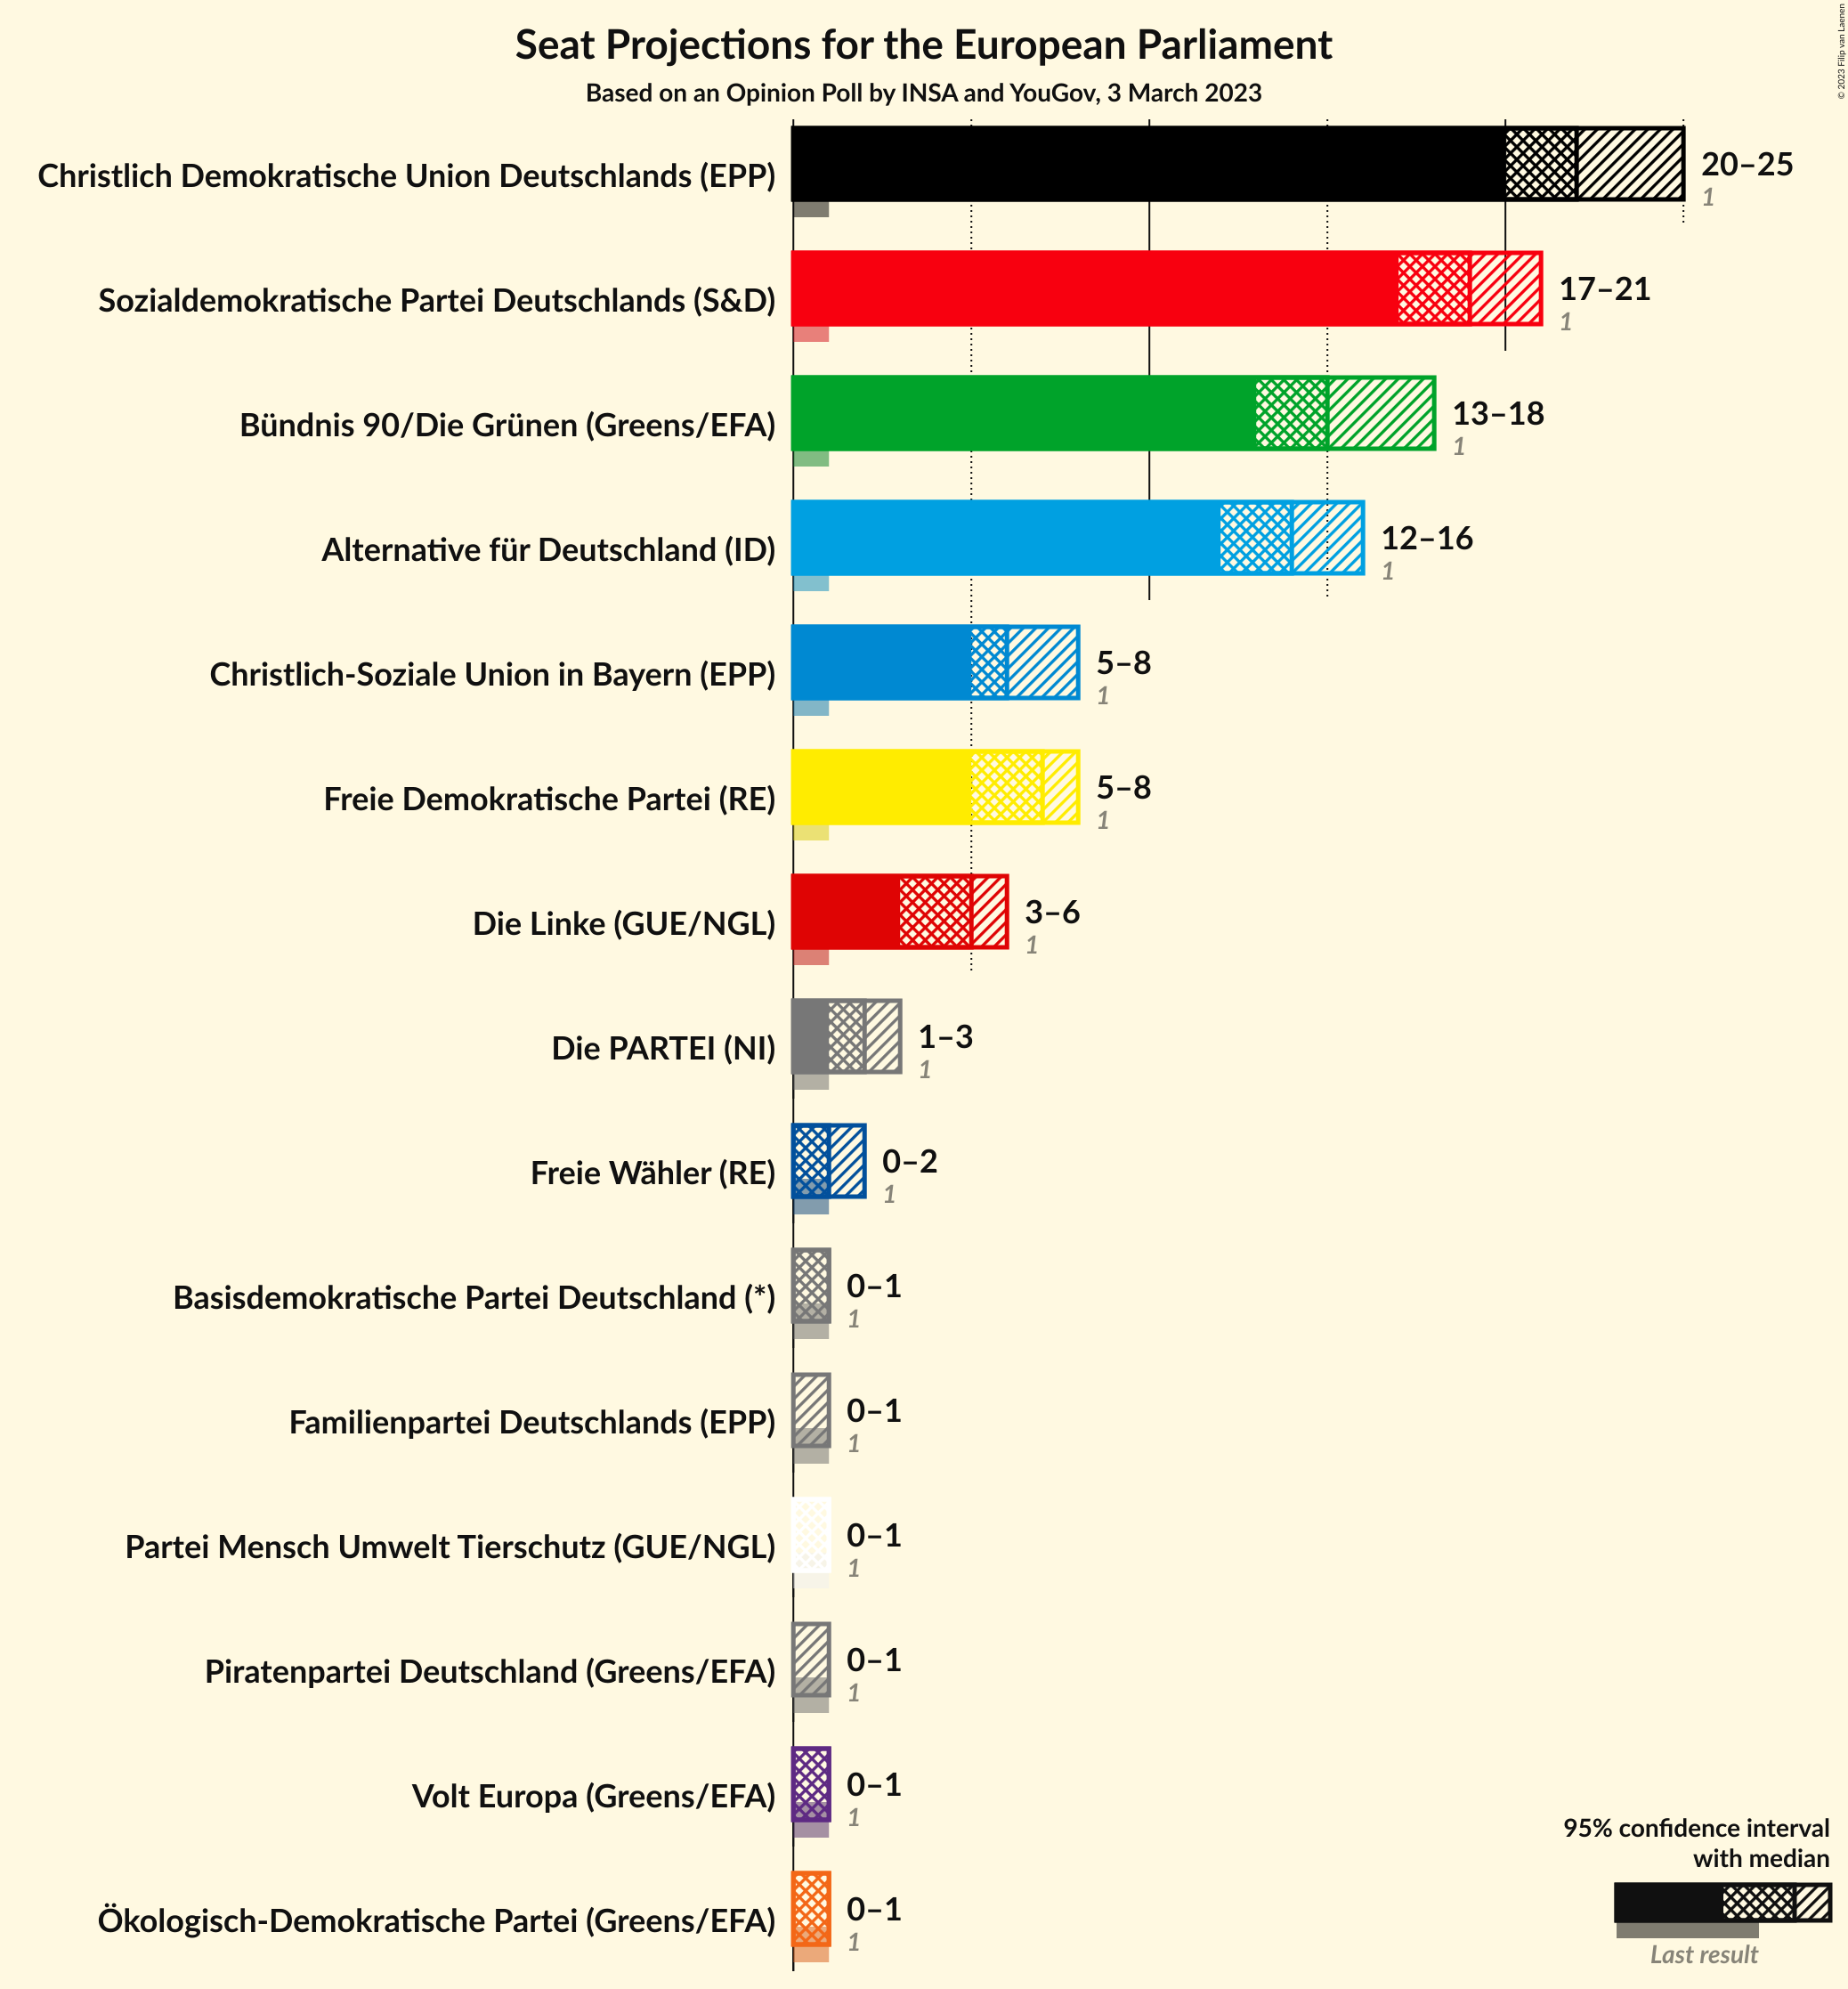 Seat Projections for the European Parliament
Based on an Opinion Poll by INSA and YouGov, 3 March 2023
© 2023 Filip van Laenen
Christlich Demokratische Union Deutschlands (EPP)
20–25
1
Sozialdemokratische Partei Deutschlands (S&D)
17–21
1
Bündnis 90/Die Grünen (Greens/EFA)
13–18
1
Alternative für Deutschland (ID)
12–16
1
Christlich-Soziale Union in Bayern (EPP)
5–8
1
Freie Demokratische Partei (RE)
5–8
1
Die Linke (GUE/NGL)
3–6
1
Die PARTEI (NI)
1–3
1
Freie Wähler (RE)
0–2
1
Basisdemokratische Partei Deutschland (*)
0–1
1
Familienpartei Deutschlands (EPP)
0–1
1
Partei Mensch Umwelt Tierschutz (GUE/NGL)
0–1
1
Piratenpartei Deutschland (Greens/EFA)
0–1
1
Volt Europa (Greens/EFA)
0–1
1
Ökologisch-Demokratische Partei (Greens/EFA)
0–1
1
95% confidence interval
with median
Last result